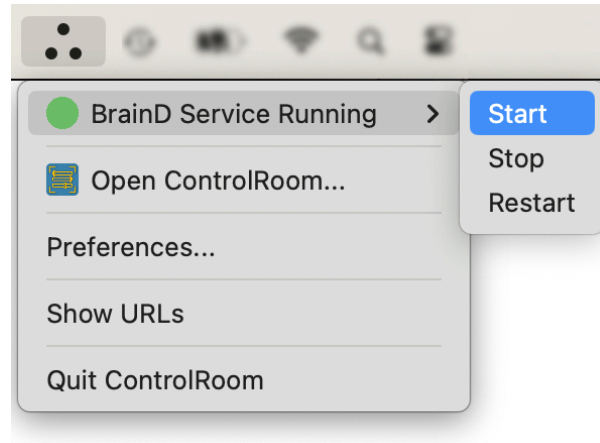 BrainD Service Running
Start
Stop
Restart
Open ControlRoom...
Preferences...
Show URLs
Quit ControlRoom